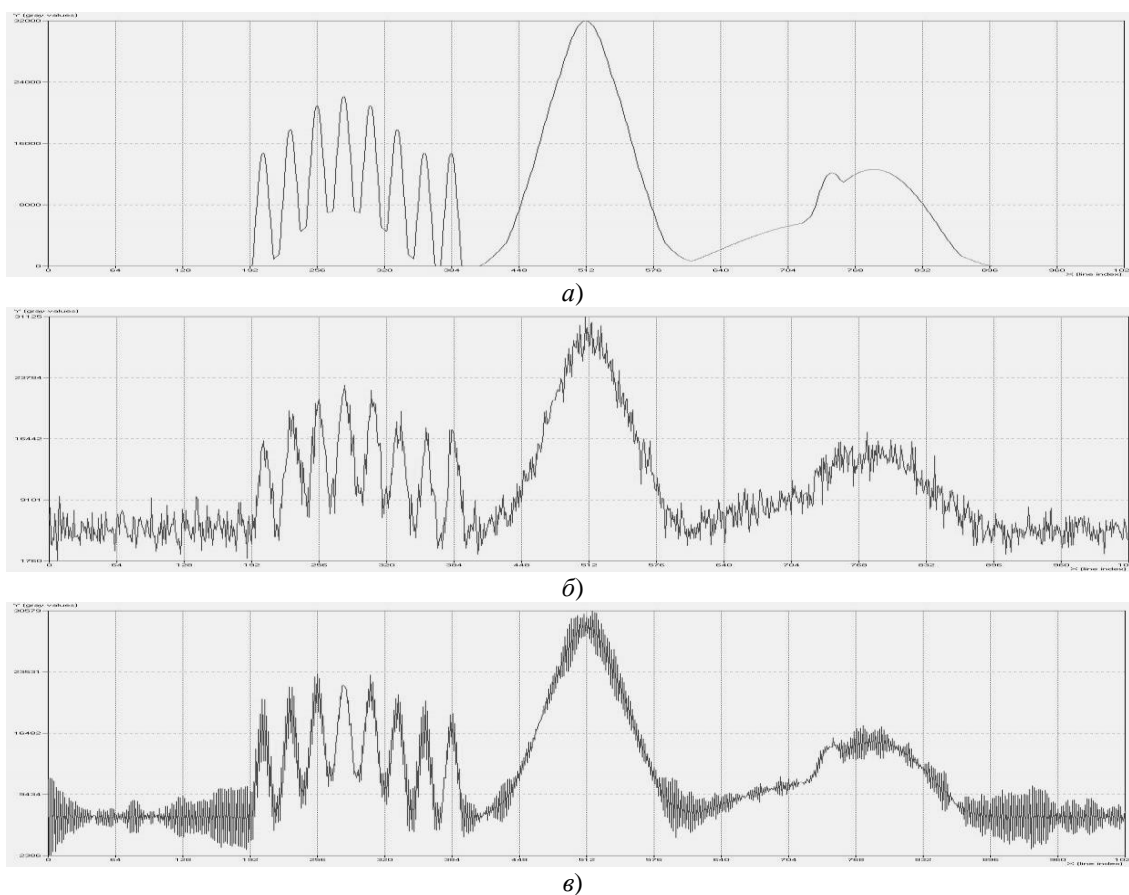 Y (gray values)
32000
24000
16000
8000
0
0 64 128 192 256 320 384 448 512 576 640 704 768 832 896 960 102
X (line index)
а)
Y (gray values)
31125
23784
16442
9101
1760
0 64 128 192 256 320 384 448 512 576 640 704 768 832 896 960 10
X (line index)
б)
Y (gray values)
30579
23531
16482
9434
2386
0 64 128 192 256 320 384 448 512 576 640 704 768 832 896 960 102
X (line index)
в)